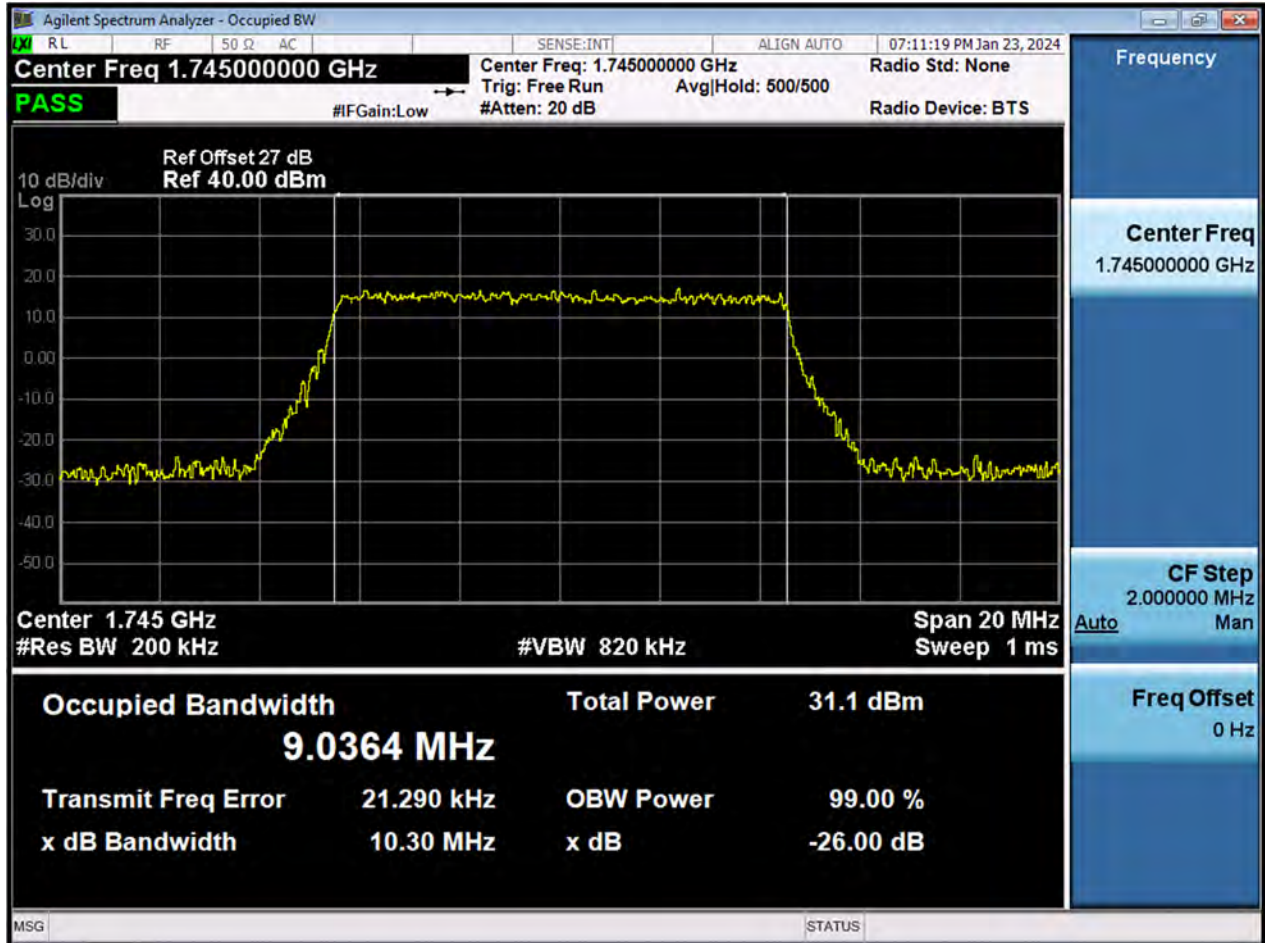 Agilent Spectrum Analyzer - Occupied BW
LXI RL RF 50 Ω AC SENSE:INT ALIGN AUTO 07:11:19 PM Jan 23, 2024
Center Freq 1.745000000 GHz
Center Freq: 1.745000000 GHz
Radio Std: None
Trig: Free Run Avg|Hold: 500/500
PASS
#IFGain:Low
#Atten: 20 dB
Radio Device: BTS
Ref Offset 27 dB
10 dB/div Ref 40.00 dBm
Log
30.0
20.0
10.0
0.00
-10.0
-20.0
-30.0
-40.0
-50.0
Center 1.745 GHz Span 20 MHz
#Res BW 200 kHz #VBW 820 kHz Sweep 1 ms
Occupied Bandwidth Total Power 31.1 dBm
9.0364 MHz
Transmit Freq Error 21.290 kHz OBW Power 99.00 %
x dB Bandwidth 10.30 MHz x dB -26.00 dB
MSG STATUS
Frequency
Center Freq
1.745000000 GHz
CF Step
2.000000 MHz
Auto Man
Freq Offset
0 Hz